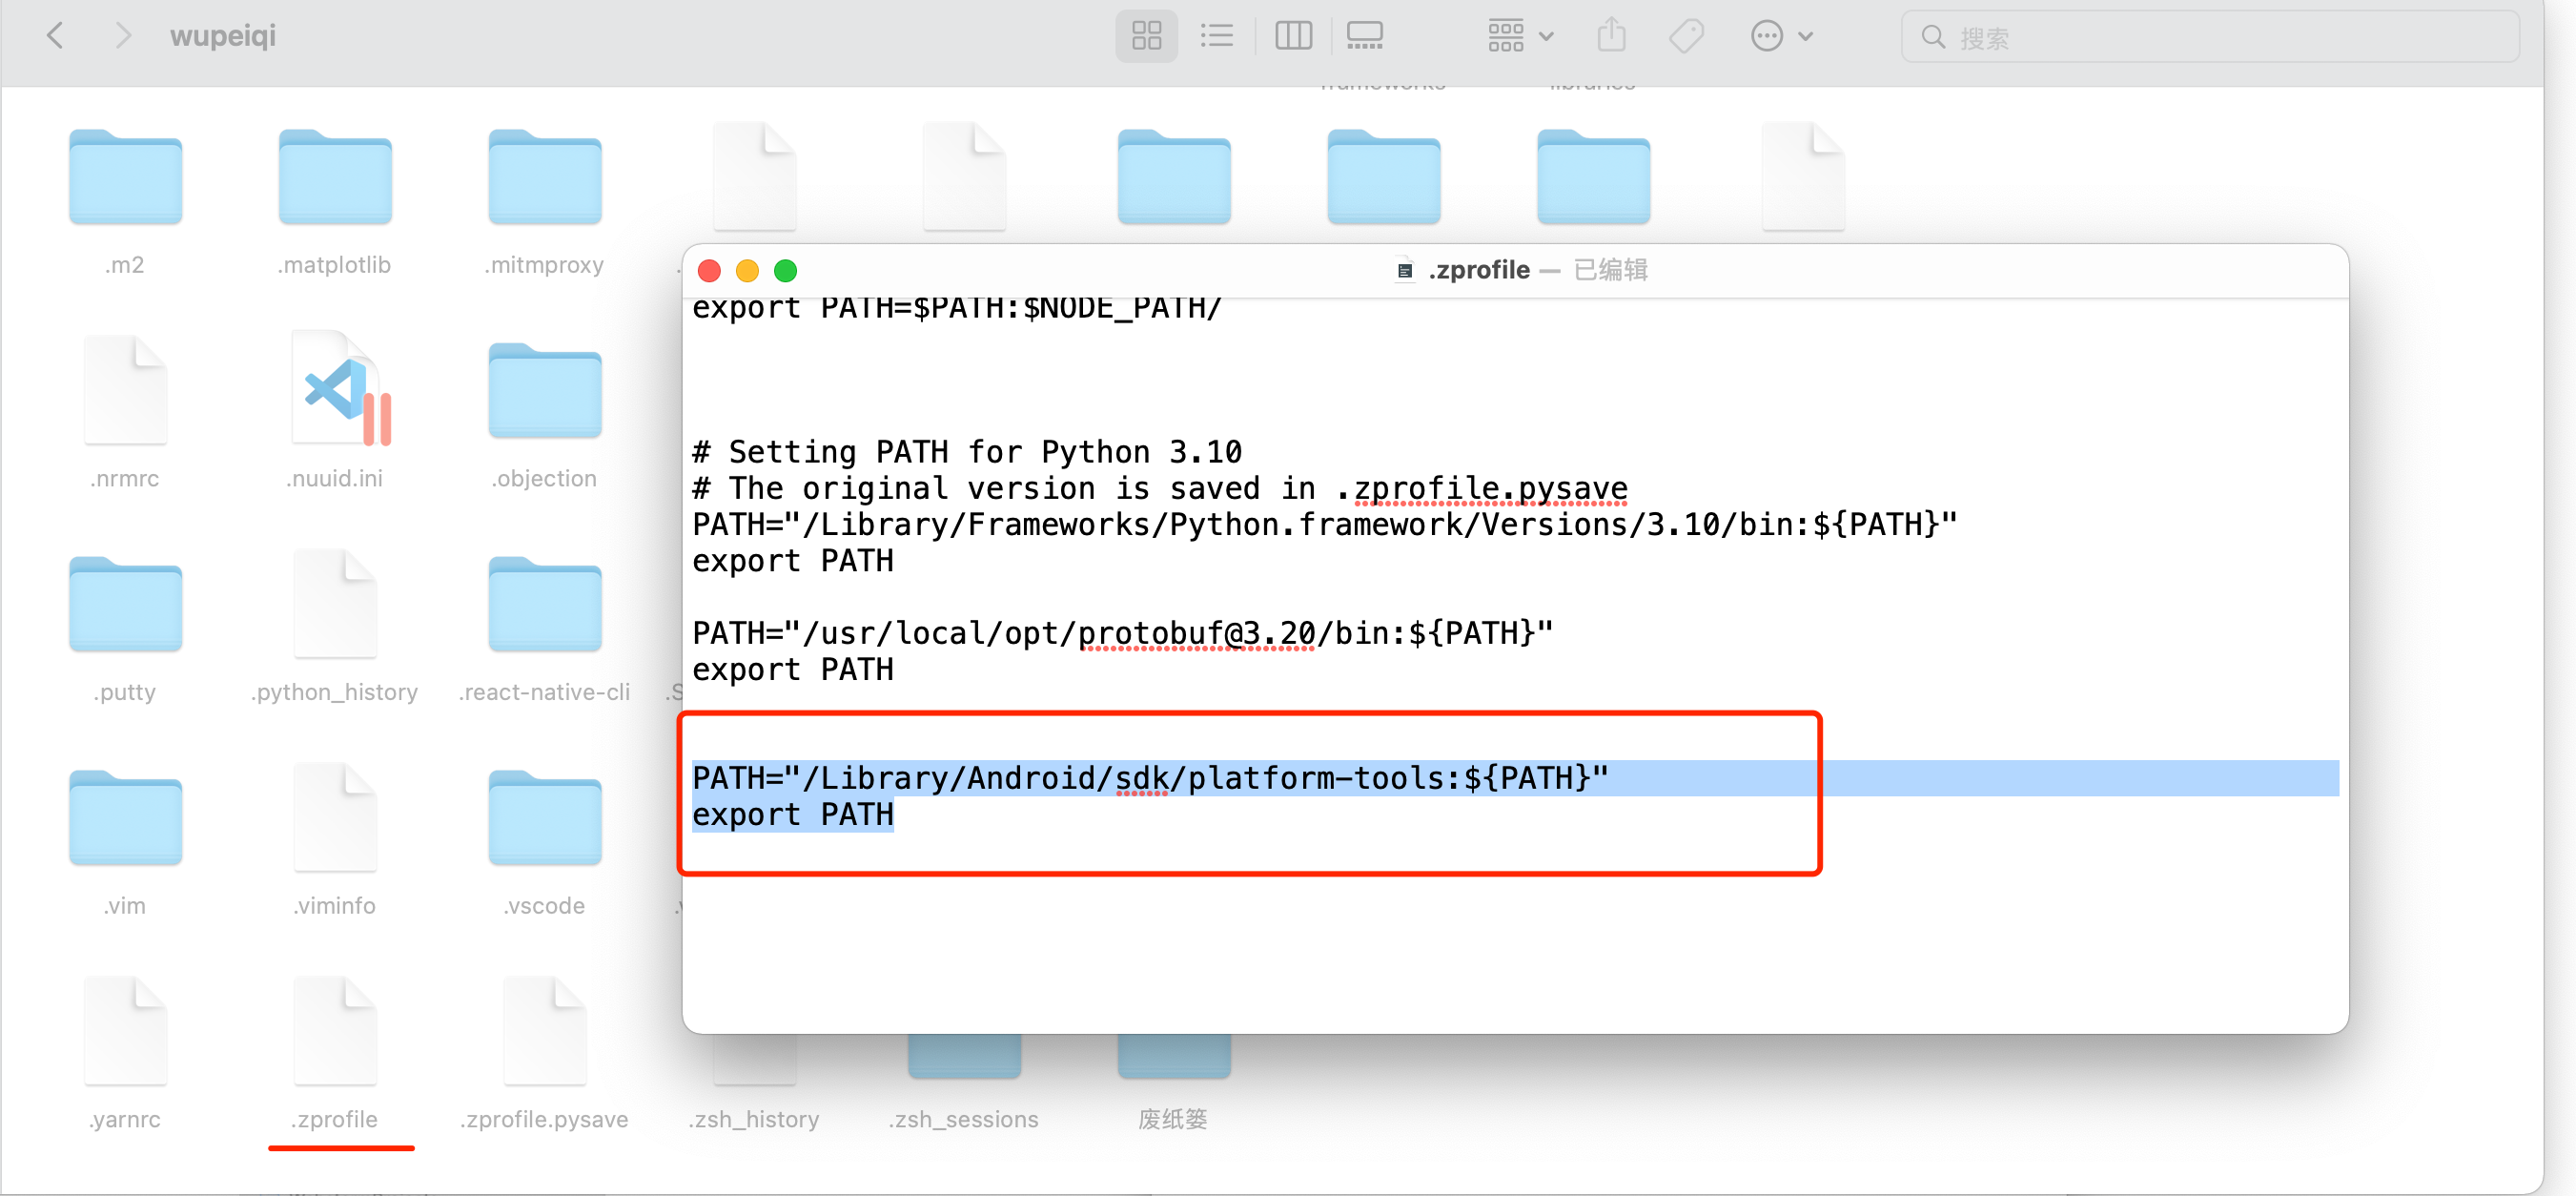 wupeiqi
搜索
frameworks
libraries
.m2
.matplotlib
.mitmproxy
.zprofile — 已编辑
export PATH=$PATH:$NODE_PATH/
# Setting PATH for Python 3.10
# The original version is saved in .zprofile.pysave
PATH="/Library/Frameworks/Python.framework/Versions/3.10/bin:${PATH}"
export PATH
PATH="/usr/local/opt/protobuf@3.20/bin:${PATH}"
export PATH
PATH="/Library/Android/sdk/platform-tools:${PATH}"
export PATH
.nrmrc
.nuuid.ini
.objection
.putty
.python_history
.react-native-cli
.vim
.viminfo
.vscode
.yarnrc
.zprofile
.zprofile.pysave
.zsh_history
.zsh_sessions
废纸篓